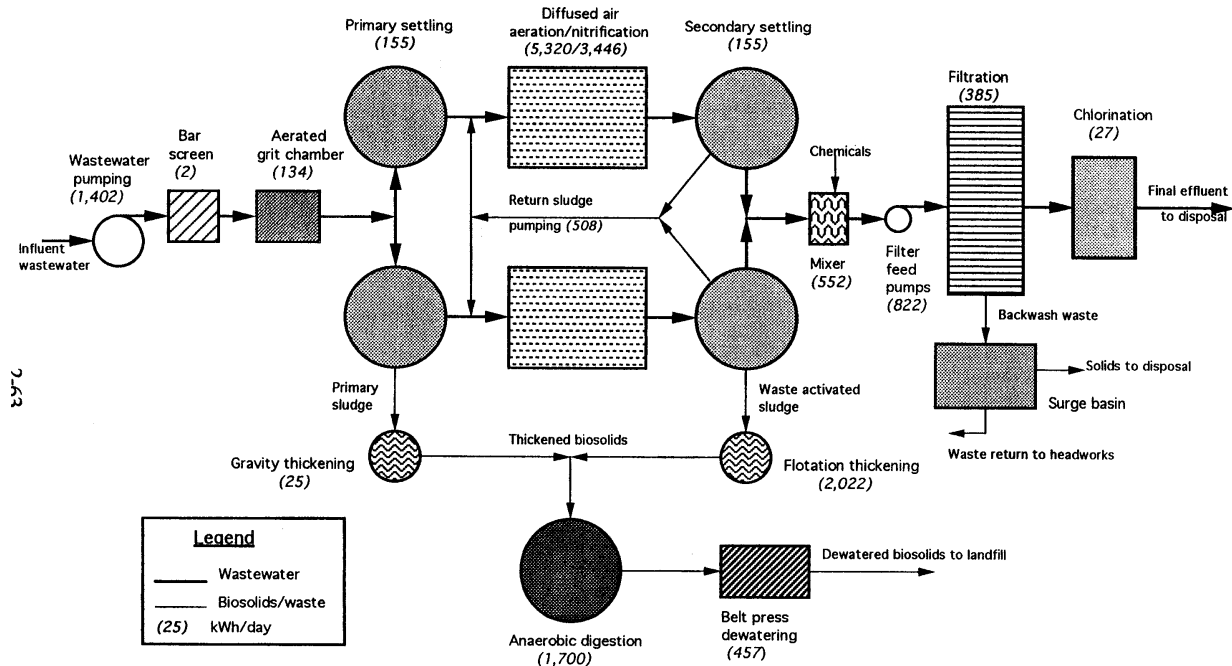 Primary settling
(155)
Diffused air
aeration/nitrification
(5,320/3,446)
Secondary settling
(155)
Filtration
(385)
Chlorination
(27)
Bar
screen
(2)
Aerated
grit chamber
(134)
Wastewater
pumping
(1,402)
Chemicals
Final effluent
to disposal
Return sludge
pumping (508)
Influent
wastewater
Mixer
(552)
Filter
feed
pumps
(822)
Backwash waste
Solids to disposal
Surge basin
Waste return to headworks
2-63
Primary
sludge
Waste activated
sludge
Thickened biosolids
Gravity thickening
(25)
Flotation thickening
(2,022)
Legend
Wastewater
Biosolids/waste
(25) kWh/day
Dewatered biosolids to landfill
Anaerobic digestion
(1,700)
Belt press
dewatering
(457)